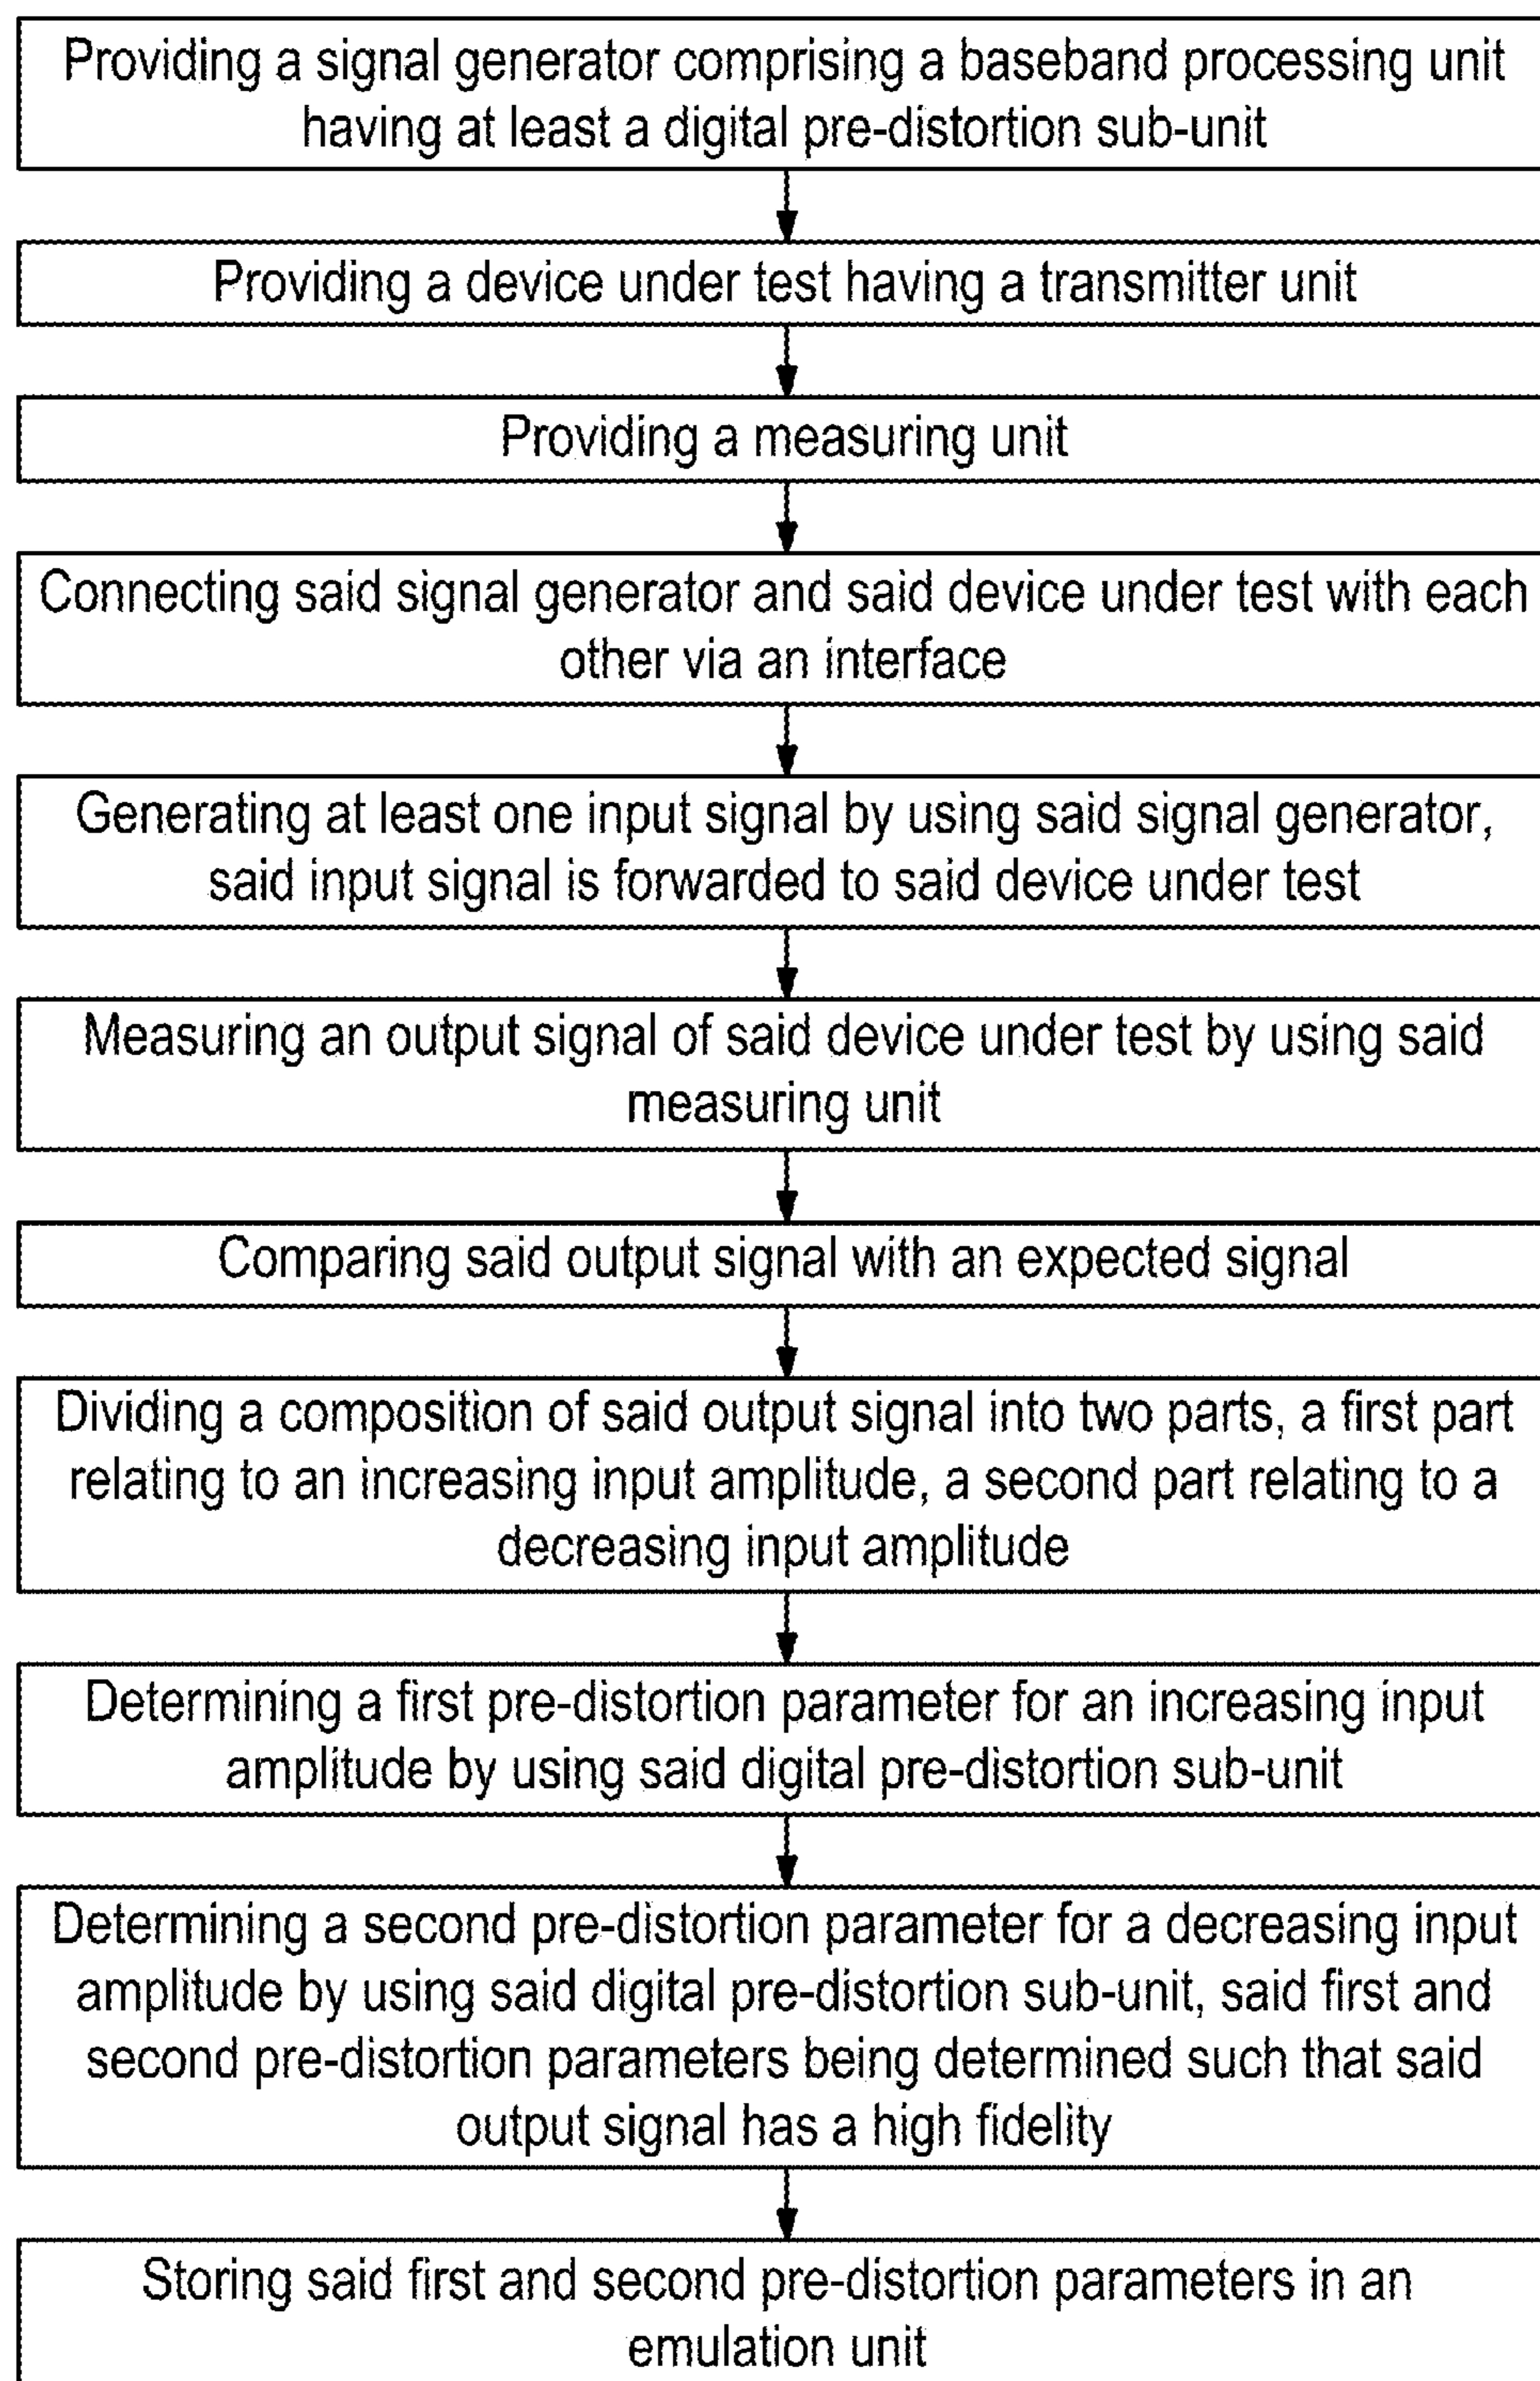 Providing a signal generator comprising a baseband processing unit
having at least a digital pre-distortion sub-unit
Providing a device under test having a transmitter unit
Providing a measuring unit
Connecting said signal generator and said device under test with each
other via an interface
Generating at least one input signal by using said signal generator,
said input signal is forwarded to said device under test
Measuring an output signal of said device under test by using said
measuring unit
Comparing said output signal with an expected signal
Dividing a composition of said output signal into two parts, a first part
relating to an increasing input amplitude, a second part relating to a
decreasing input amplitude
Determining a first pre-distortion parameter for an increasing input
amplitude by using said digital pre-distortion sub-unit
Determining a second pre-distortion parameter for a decreasing input
amplitude by using said digital pre-distortion sub-unit, said first and
second pre-distortion parameters being determined such that said
output signal has a high fidelity
Storing said first and second pre-distortion parameters in an
emulation unit